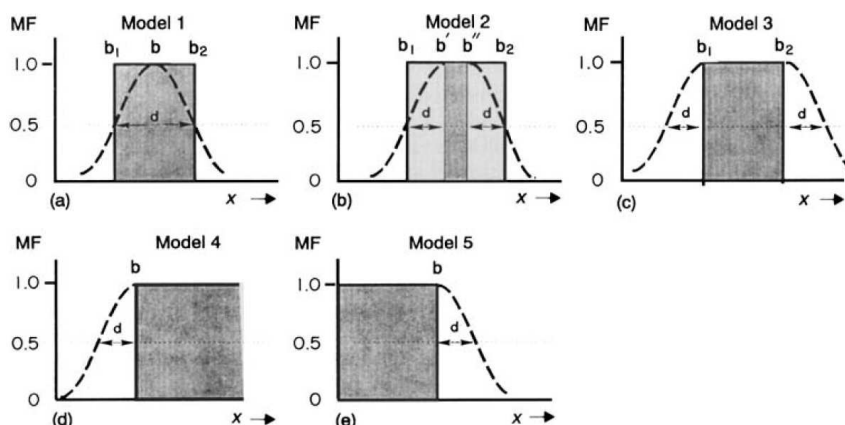 MF Model 1
b₁ b b₂
1.0
d
0.5
0
(a) x →
Model 2
b₁ b′ b″ b₂
1.0
d d
0.5
0
(b) x →
MF Model 3
b₁ b₂
1.0
0.5 d d
0
(c) x →
MF Model 4
b
1.0
0.5 d
0
(d) x →
MF Model 5
b
1.0
0.5 d
0
(e) x →